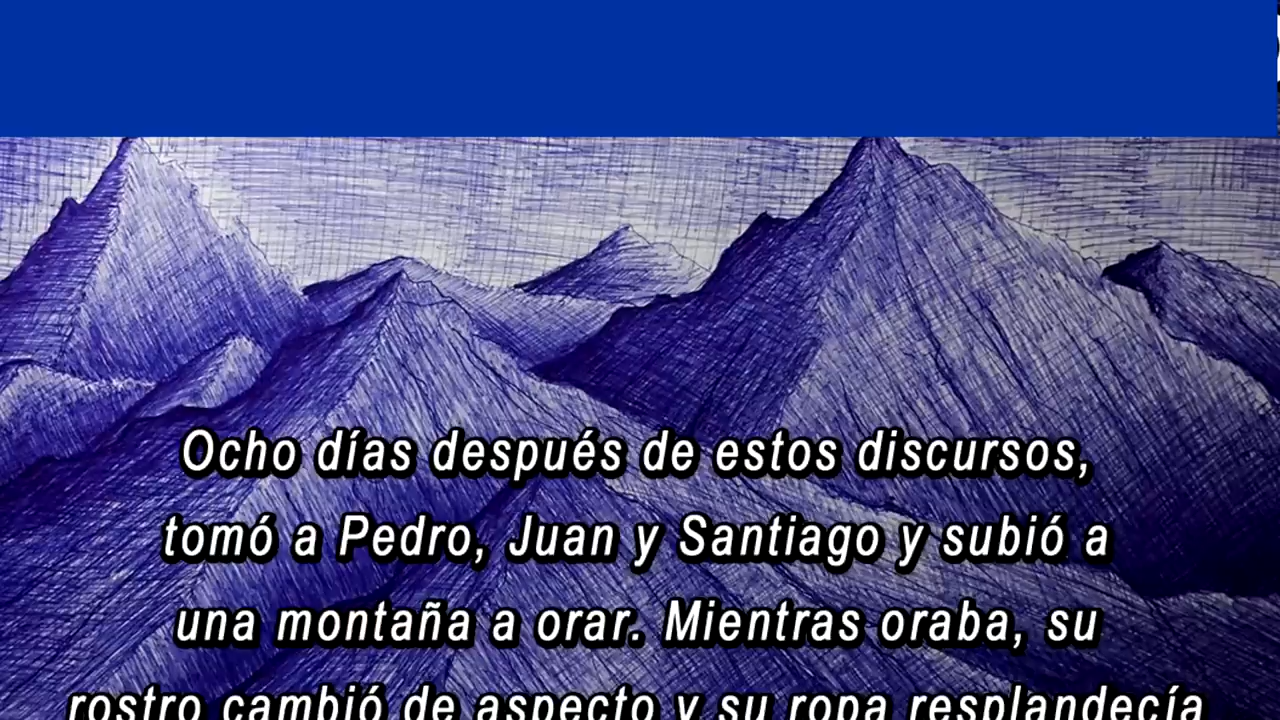 Ocho días después de estos discursos,
tomó a Pedro, Juan y Santiago y subió a
una montaña a orar. Mientras oraba, su
rostro cambió de aspecto y su ropa resplandecía